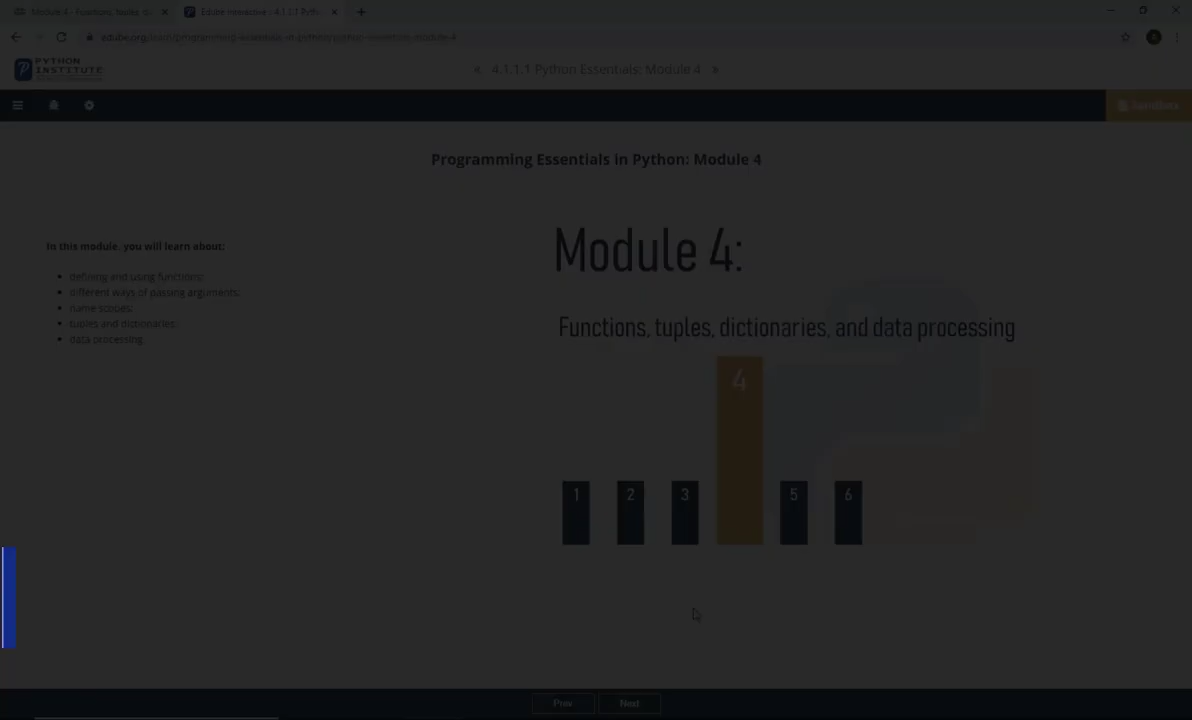 Module 4 - Functions, tuples, d
Edube Interactive :: 4.1.1.1 Pyth
edube.org/learn/programming-essentials-in-python/python-essentials-module-4
PYTHON
INSTITUTE
4.1.1.1 Python Essentials: Module 4
Sandbox
Programming Essentials in Python: Module 4
In this module, you will learn about:
defining and using functions;
different ways of passing arguments;
name scopes;
tuples and dictionaries;
data processing.
Module 4:
Functions, tuples, dictionaries, and data processing
4
1 2 3 5 6
Prev Next